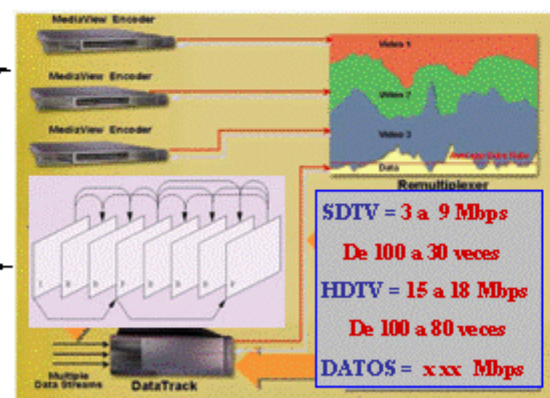 MediaView Encoder
MediaView Encoder
MediaView Encoder
Video 1
Video 2
Video 3
Data
Remultiplexer
SDTV = 3 a 9 Mbps
De 100 a 30 veces
HDTV = 15 a 18 Mbps
De 100 a 80 veces
DATOS = x xx Mbps
Multiple
Data Streams
DataTrack